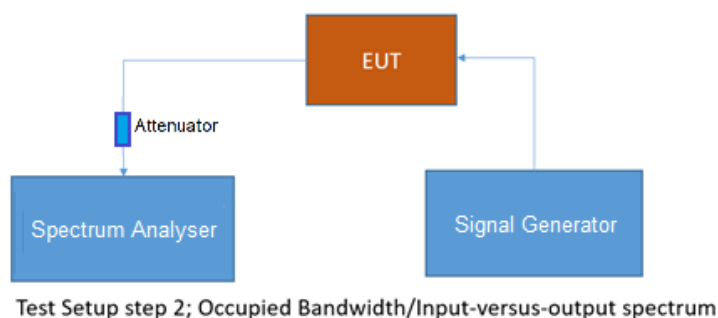 EUT
Attenuator
Spectrum Analyser
Signal Generator
Test Setup step 2; Occupied Bandwidth/Input-versus-output spectrum